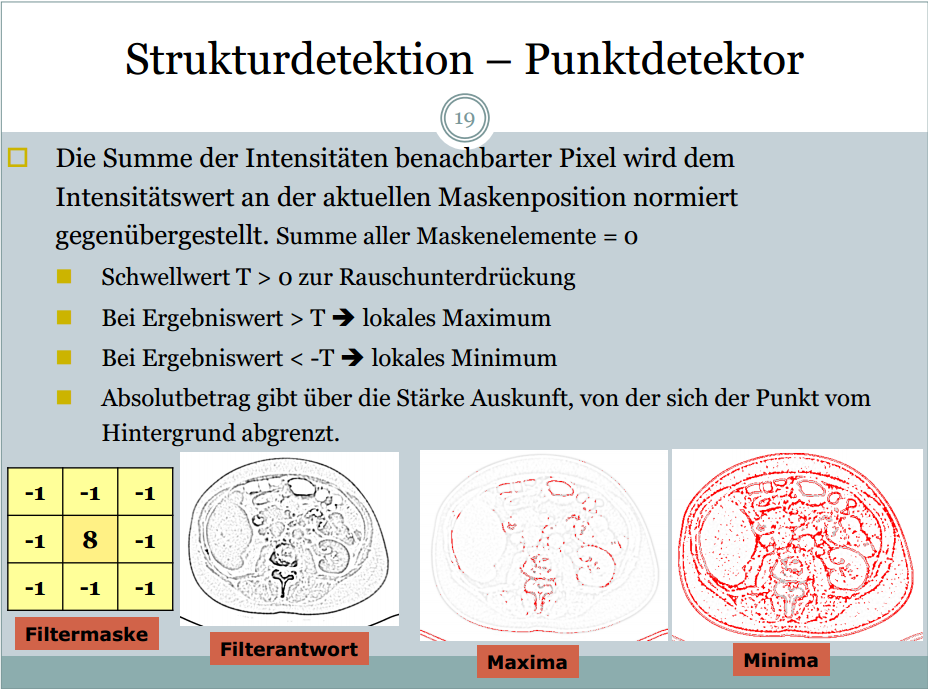 Strukturdetektion – Punktdetektor
19
Die Summe der Intensitäten benachbarter Pixel wird dem
Intensitätswert an der aktuellen Maskenposition normiert
gegenübergestellt. Summe aller Maskenelemente = 0
Schwellwert T > 0 zur Rauschunterdrückung
Bei Ergebniswert > T ➔ lokales Maximum
Bei Ergebniswert < -T ➔ lokales Minimum
Absolutbetrag gibt über die Stärke Auskunft, von der sich der Punkt vom
Hintergrund abgrenzt.
-1 -1 -1
-1 8 -1
-1 -1 -1
Filtermaske
Filterantwort
Maxima
Minima